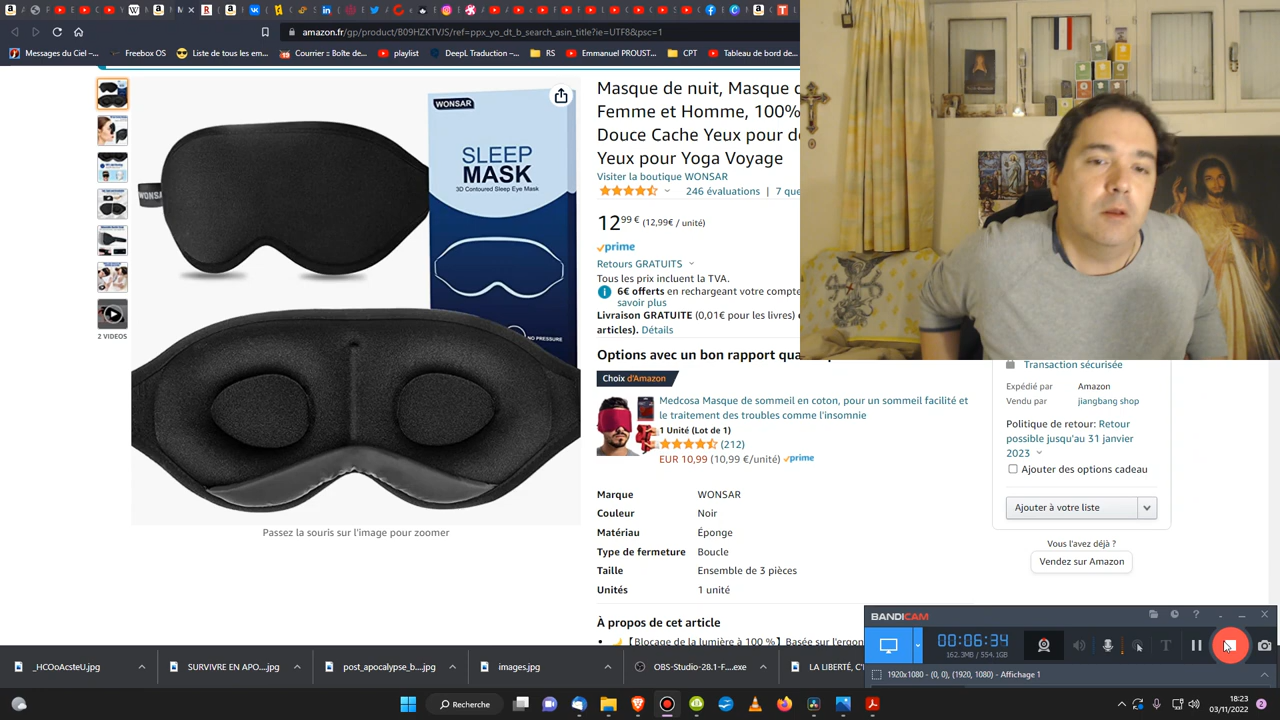 amazon.fr/gp/product/B09HZKTVJS/ref=ppx_yo_dt_b_search_asin_title?ie=UTF8&psc=1
Messages du Ciel -...
Freebox OS
Liste de tous les em...
Courrier : Boîte de...
playlist
DeepL Traduction –...
RS
Emmanuel PROUST...
CPT
Tableau de bord...
WONSAR
SLEEP
MASK
3D Contoured Sleep Eye Mask
NO PRESSURE
2 VIDEOS
Passez la souris sur l'image pour zoomer
Masque de nuit, Masque
Femme et Homme, 100%
Douce Cache Yeux pour
Yeux pour Yoga Voyage
Visiter la boutique WONSAR
246 évaluations | 7
12,99 € (12,99€ / unité)
prime
Retours GRATUITS
Tous les prix incluent la TVA.
6€ offerts en rechargeant votre compte
savoir plus
Livraison GRATUITE (0,01€ pour les livres)
articles). Détails
Options avec un bon rapport
Choix d'Amazon
Medcosa Masque de sommeil en coton, pour un sommeil facilité et
le traitement des troubles comme l'insomnie
1 Unité (Lot de 1)
(212)
EUR 10,99 (10,99 €/unité) prime
Marque WONSAR
Couleur Noir
Matériau Éponge
Type de fermeture Boucle
Taille Ensemble de 3 pièces
Unités 1 unité
À propos de cet article
【Blocage de la lumière à 100 %】Basée sur
Transaction sécurisée
Expédié par Amazon
Vendu par jiangbang shop
Politique de retour: Retour
possible jusqu'au 31 janvier
2023
Ajouter des options cadeau
Ajouter à votre liste
Vous l'avez déjà ?
Vendez sur Amazon
BANDICAM
00:06:34
162.3MB / 554.1GB
1920x1080 - (0, 0), (1920, 1080) - Affichage 1
_HCOoActeU.jpg
SURVIVRE EN APO....jpg
post_apocalypse_b....jpg
images.jpg
OBS-Studio-28.1-F....exe
Recherche
18:23
03/11/2022
2